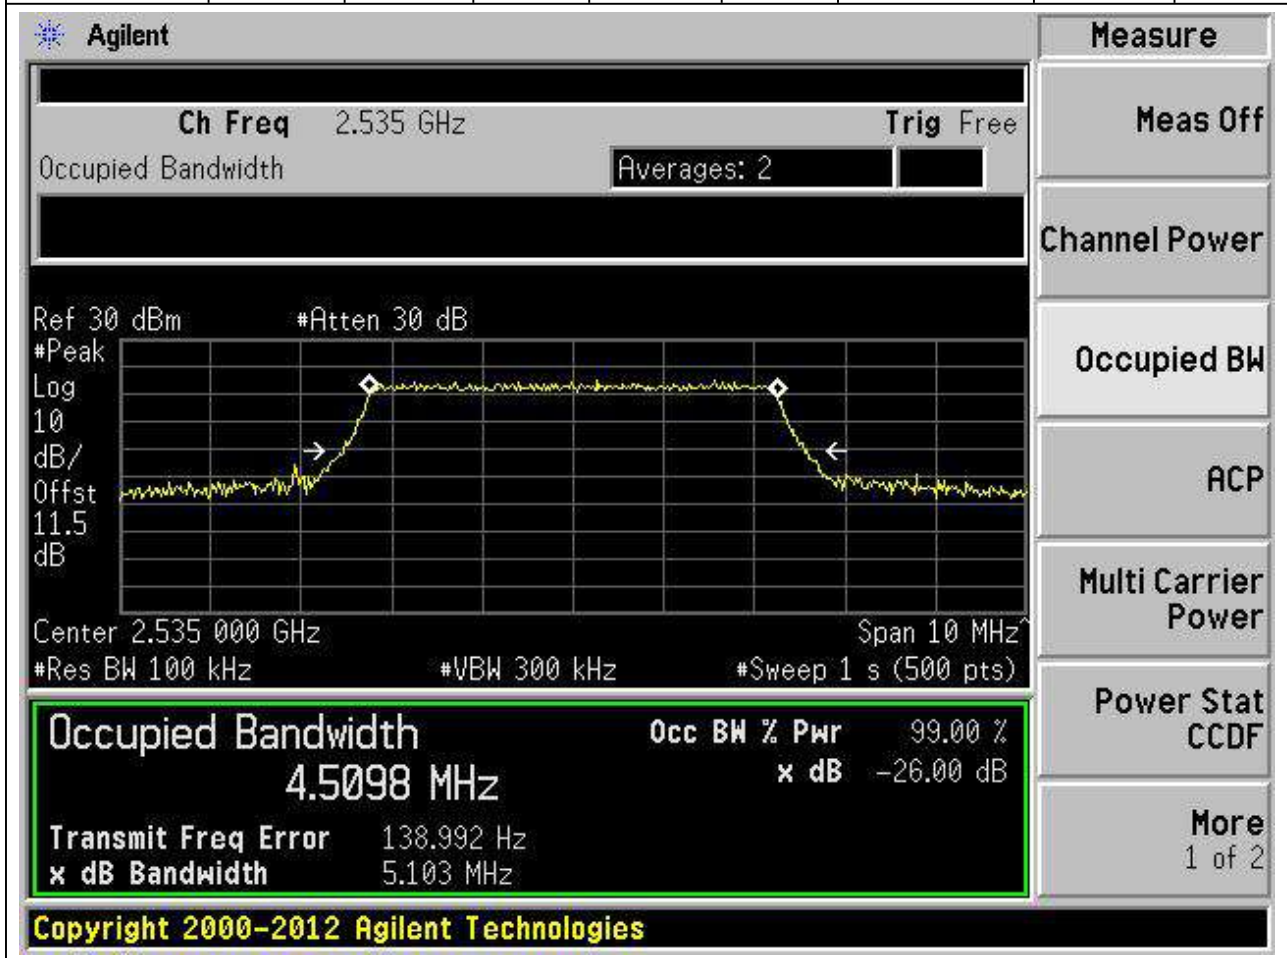 Agilent
Measure
Ch Freq 2.535 GHz Trig Free
Meas Off
Occupied Bandwidth Averages: 2
Channel Power
Ref 30 dBm #Atten 30 dB
#Peak
Log
10
dB/
Offst
11.5
dB
Occupied BW
ACP
Center 2.535 000 GHz Span 10 MHz^
#Res BW 100 kHz #VBW 300 kHz #Sweep 1 s (500 pts)
Multi Carrier
Power
Occupied Bandwidth Occ BW % Pwr 99.00 %
4.5098 MHz x dB -26.00 dB
Transmit Freq Error 138.992 Hz
x dB Bandwidth 5.103 MHz
Power Stat
CCDF
More
1 of 2
Copyright 2000-2012 Agilent Technologies